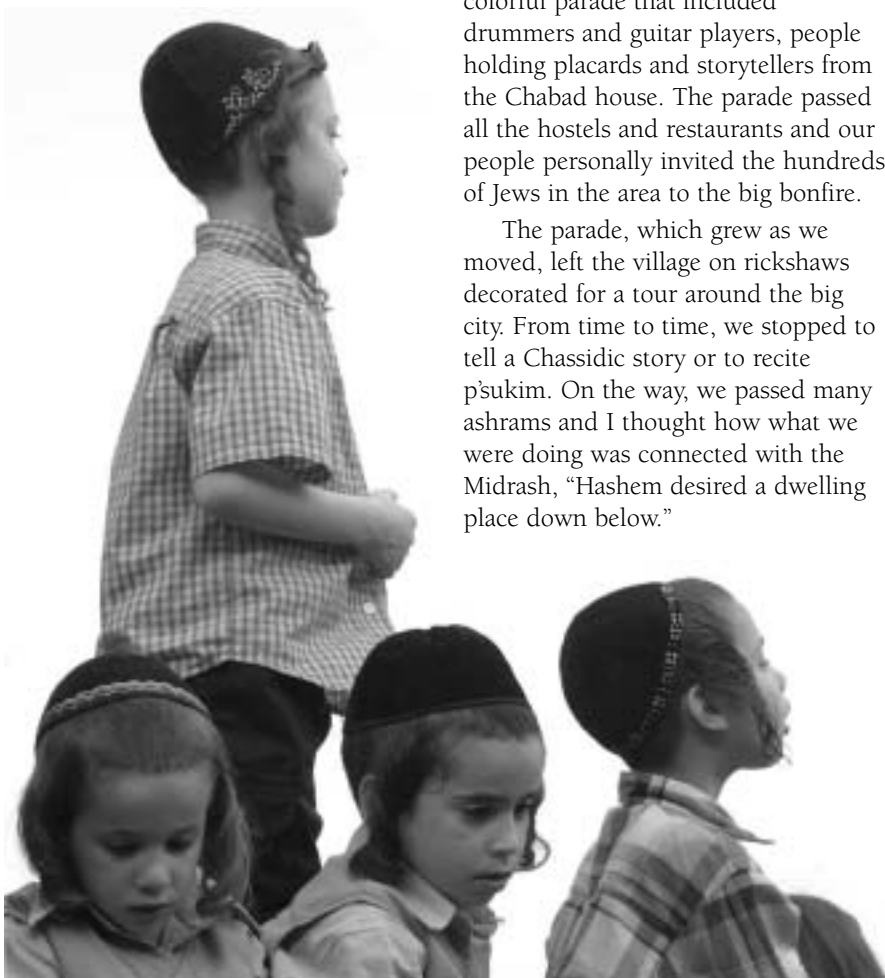 colorful parade that included
drummers and guitar players, people
holding placards and storytellers from
the Chabad house. The parade passed
all the hostels and restaurants and our
people personally invited the hundreds
of Jews in the area to the big bonfire.
The parade, which grew as we
moved, left the village on rickshaws
decorated for a tour around the big
city. From time to time, we stopped to
tell a Chassidic story or to recite
p’sukim. On the way, we passed many
ashrams and I thought how what we
were doing was connected with the
Midrash, “Hashem desired a dwelling
place down below.”